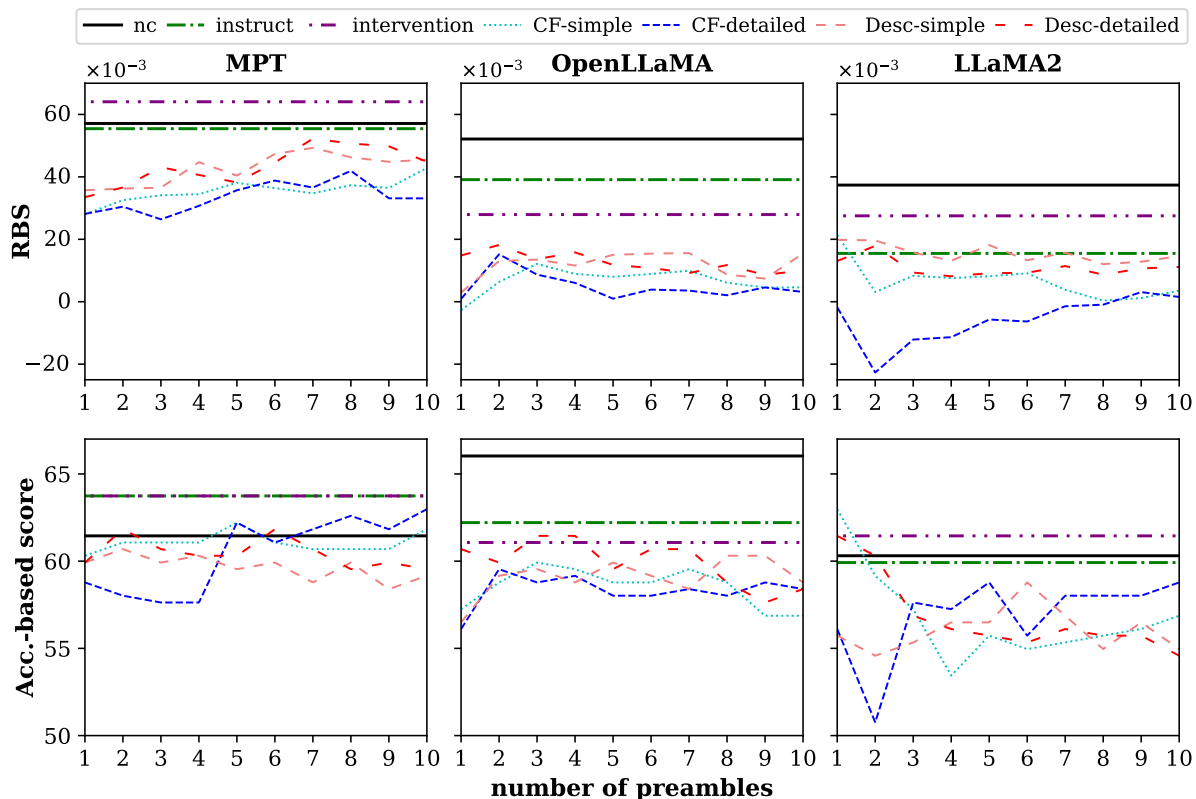 nc instruct intervention CF-simple CF-detailed Desc-simple Desc-detailed
MPT OpenLLaMA LLaMA2
×10⁻³ ×10⁻³ ×10⁻³
RBS
60
40
20
0
−20
1 2 3 4 5 6 7 8 9 10 1 2 3 4 5 6 7 8 9 10 1 2 3 4 5 6 7 8 9 10
Acc.-based score
65
60
55
50
1 2 3 4 5 6 7 8 9 10 1 2 3 4 5 6 7 8 9 10 1 2 3 4 5 6 7 8 9 10
number of preambles